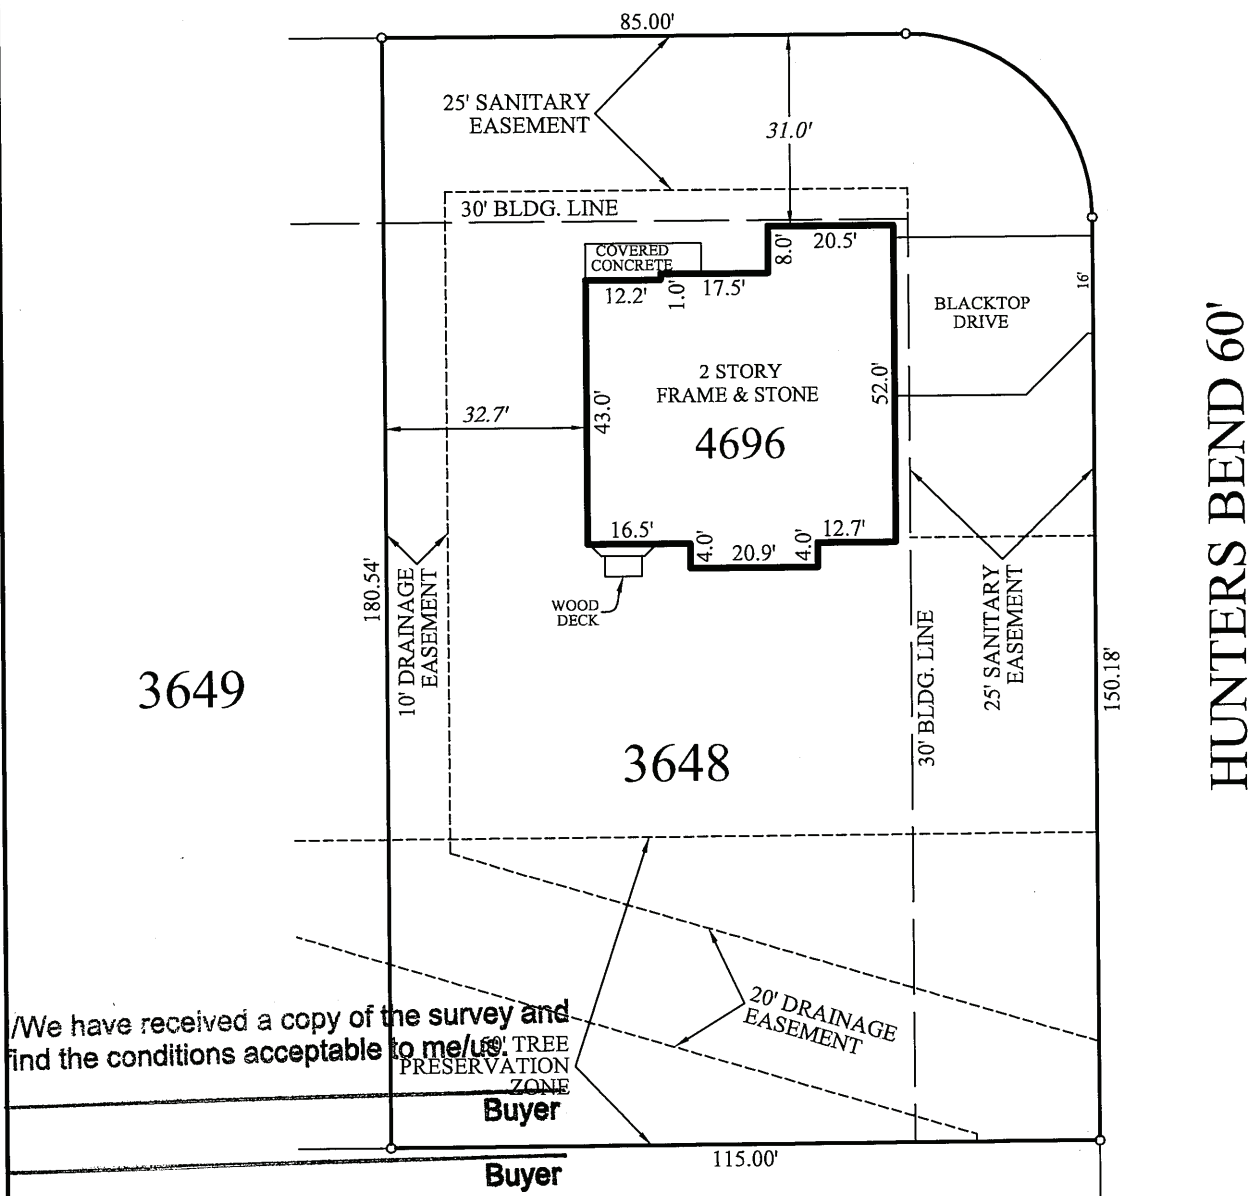 85.00'
25' SANITARY
EASEMENT
31.0'
30' BLDG. LINE
COVERED
CONCRETE
8.0'
20.5'
12.2'
1.0'
17.5'
16'
BLACKTOP
DRIVE
2 STORY
FRAME & STONE
4696
52.0'
43.0'
32.7'
HUNTERS BEND 60'
16.5'
4.0'
20.9'
4.0'
12.7'
WOOD
DECK
180.54'
10' DRAINAGE
EASEMENT
30' BLDG. LINE
25' SANITARY
EASEMENT
150.18'
3649
3648
20' DRAINAGE
EASEMENT
/We have received a copy of the survey and
find the conditions acceptable to me/us.
TREE
PRESERVATION
ZONE
Buyer
115.00'
Buyer